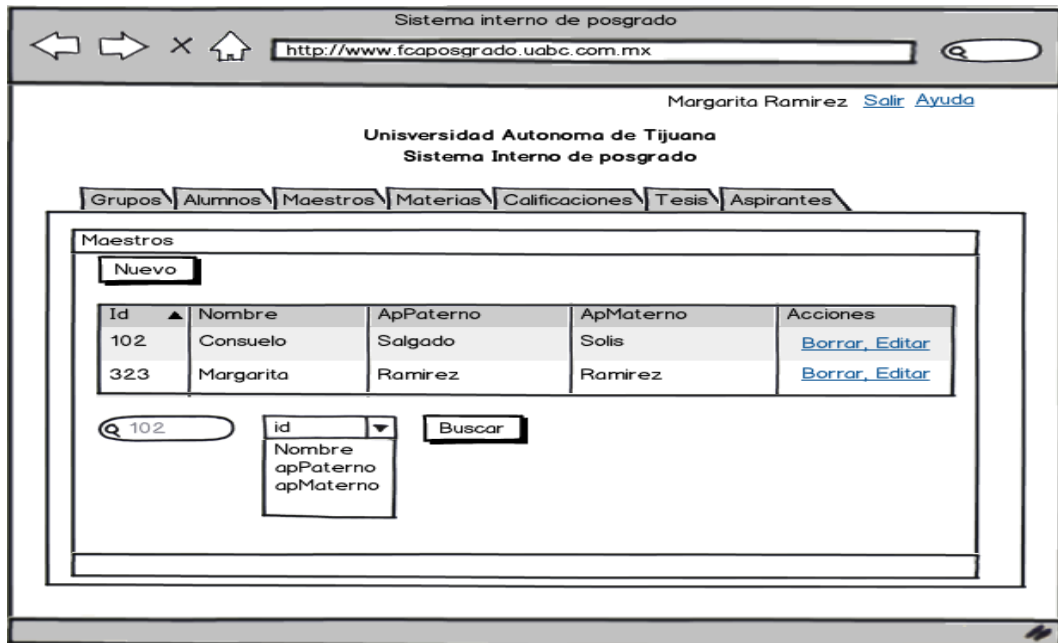 Sistema interno de posgrado
http://www.fcaposgrado.uabc.com.mx
Margarita Ramirez Salir Ayuda
Unisversidad Autonoma de Tijuana
Sistema Interno de posgrado
Grupos Alumnos Maestros Materias Calificaciones Tesis Aspirantes
Maestros
Nuevo
Id Nombre ApPaterno ApMaterno Acciones
102 Consuelo Salgado Solis Borrar, Editar
323 Margarita Ramirez Ramirez Borrar, Editar
102 id Buscar
Nombre
apPaterno
apMaterno